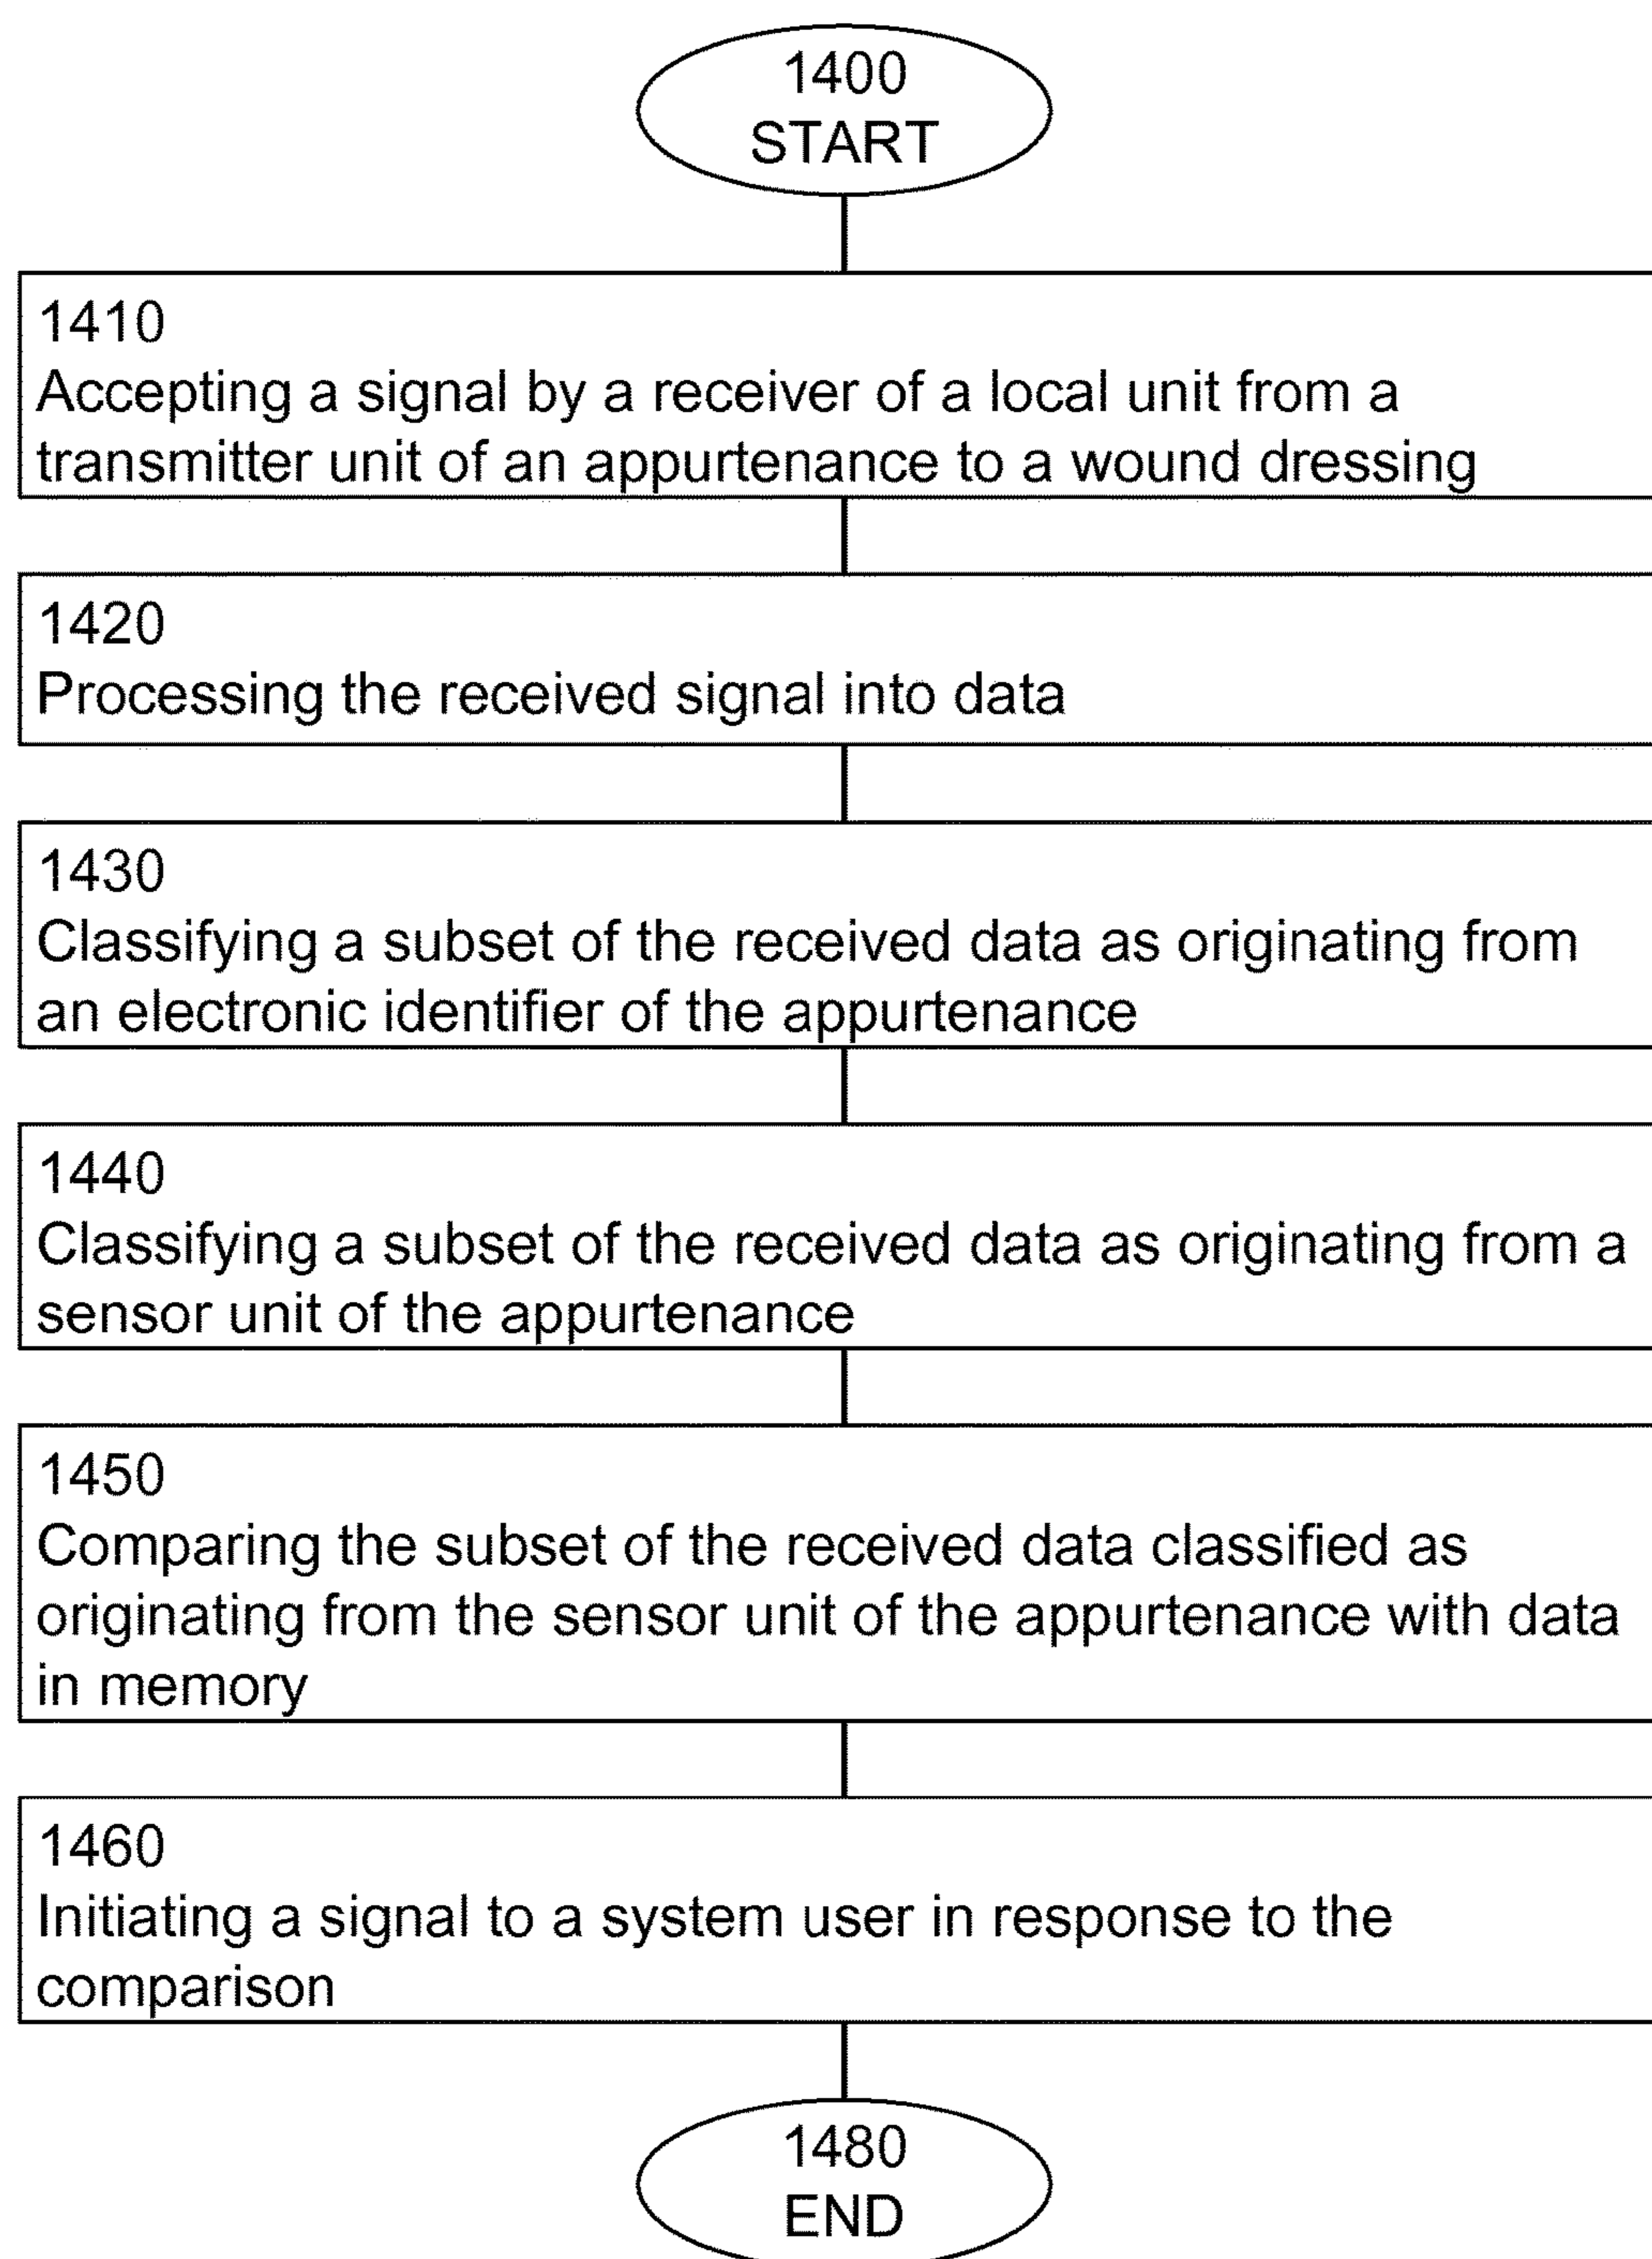 1400
START
1410
Accepting a signal by a receiver of a local unit from a
transmitter unit of an appurtenance to a wound dressing
1420
Processing the received signal into data
1430
Classifying a subset of the received data as originating from
an electronic identifier of the appurtenance
1440
Classifying a subset of the received data as originating from a
sensor unit of the appurtenance
1450
Comparing the subset of the received data classified as
originating from the sensor unit of the appurtenance with data
in memory
1460
Initiating a signal to a system user in response to the
comparison
1480
END